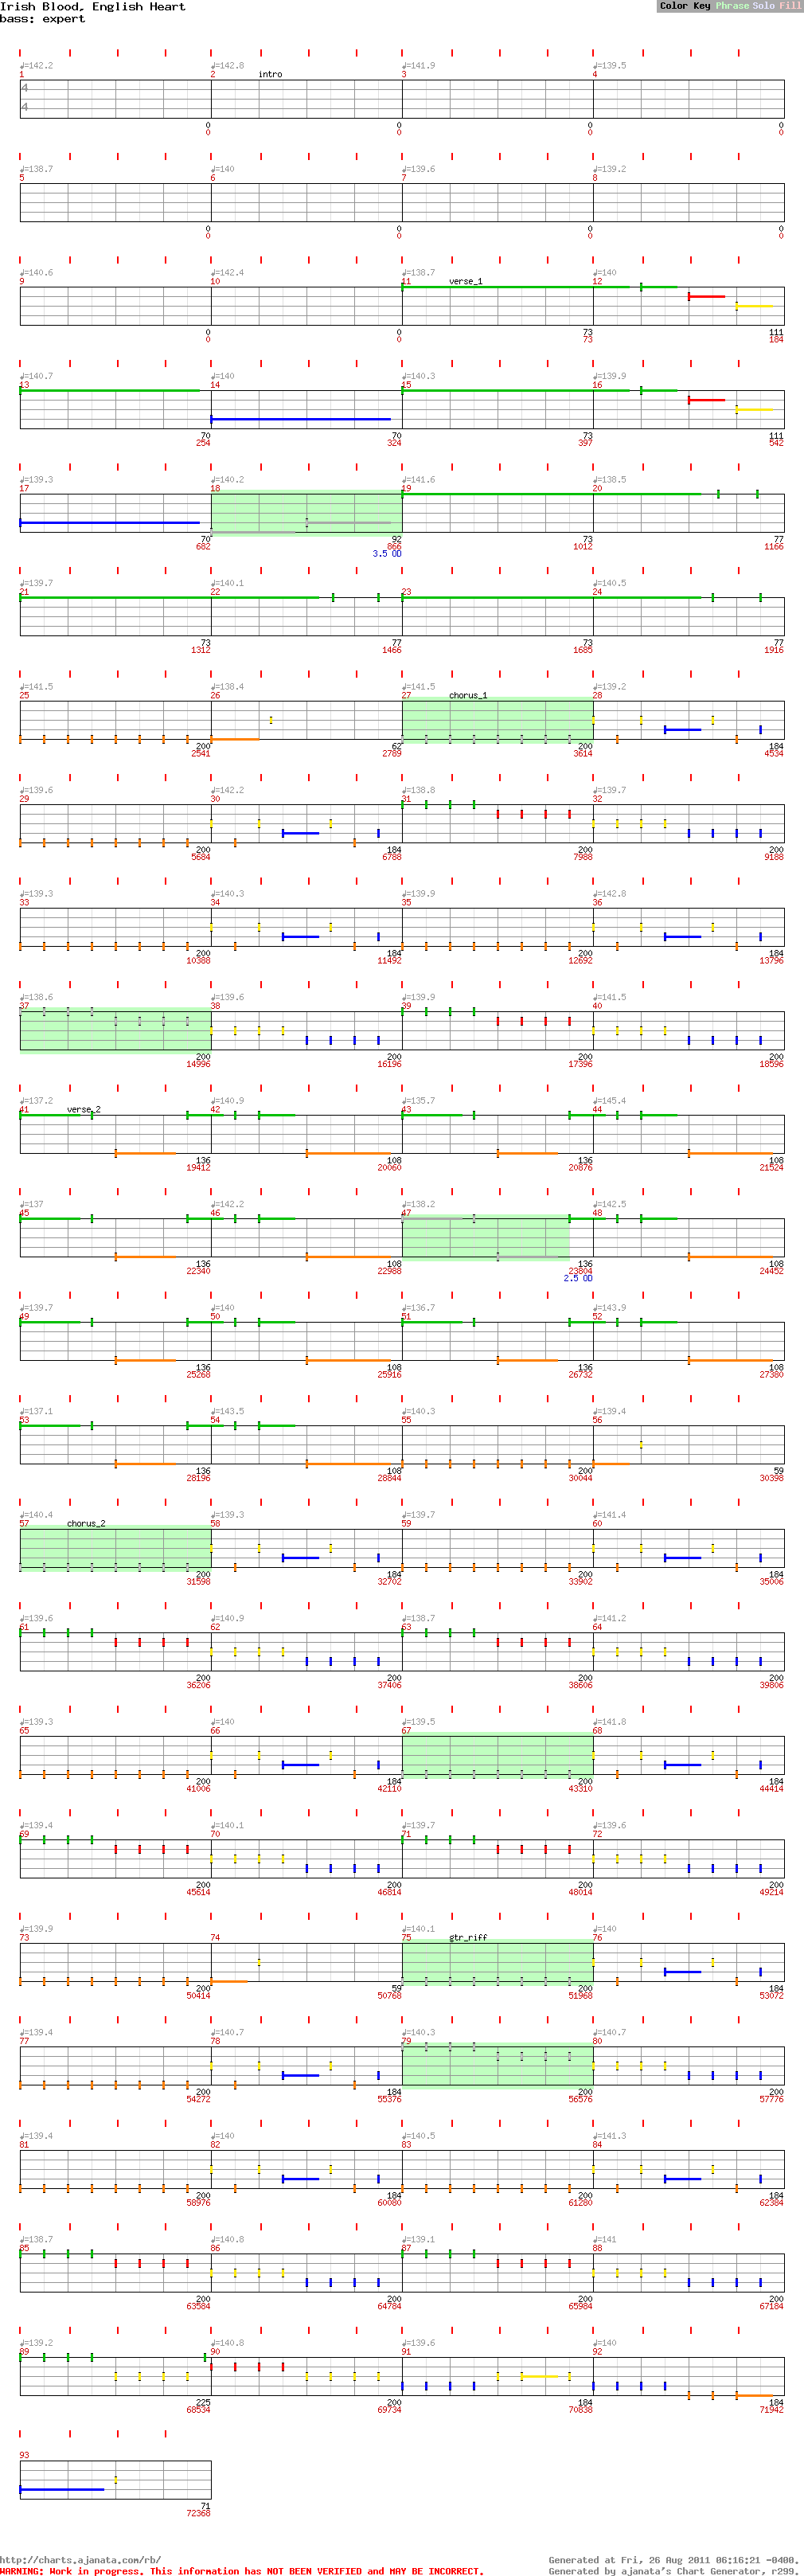 Irish Blood, English Heart
Color Key Phrase Solo Fill
bass: expert
♩=142.2 ♩=142.8 ♩=141.9 ♩=139.5
1 2 intro 3 4
4
4
0 0 0 0
0 0 0 0
♩=138.7 ♩=140 ♩=139.6 ♩=139.2
5 6 7 8
0 0 0 0
0 0 0 0
♩=140.6 ♩=142.4 ♩=138.7 ♩=140
9 10 11 verse_1 12
0 0 73 111
0 0 73 184
♩=140.7 ♩=140 ♩=140.3 ♩=139.9
13 14 15 16
70 70 73 111
254 324 397 542
♩=139.3 ♩=140.2 ♩=141.6 ♩=138.5
17 18 19 20
70 92 73 77
682 866 1012 1166
3.5 OD
♩=139.7 ♩=140.1 ♩=140.5
21 22 23 24
73 77 73 77
1312 1466 1685 1916
♩=141.5 ♩=138.4 ♩=141.5 ♩=139.2
25 26 27 chorus_1 28
200 62 200 184
2541 2789 3614 4534
♩=139.6 ♩=142.2 ♩=138.8 ♩=139.7
29 30 31 32
200 184 200 200
5684 6788 7988 9188
♩=139.3 ♩=140.3 ♩=139.9 ♩=142.8
33 34 35 36
200 184 200 184
10388 11492 12692 13796
♩=138.6 ♩=139.6 ♩=139.9 ♩=141.5
37 38 39 40
200 200 200 200
14996 16196 17396 18596
♩=137.2 ♩=140.9 ♩=135.7 ♩=145.4
41 verse_2 42 43 44
136 108 136 108
19412 20060 20876 21524
♩=137 ♩=142.2 ♩=138.2 ♩=142.5
45 46 47 48
136 108 136 108
22340 22988 23804 24452
2.5 OD
♩=139.7 ♩=140 ♩=136.7 ♩=143.9
49 50 51 52
136 108 136 108
25268 25916 26732 27380
♩=137.1 ♩=143.5 ♩=140.3 ♩=139.4
53 54 55 56
136 108 200 59
28196 28844 30044 30398
♩=140.4 ♩=139.3 ♩=139.7 ♩=141.4
57 chorus_2 58 59 60
200 184 200 184
31598 32702 33902 35006
♩=139.6 ♩=140.9 ♩=138.7 ♩=141.2
61 62 63 64
200 200 200 200
36206 37406 38606 39806
♩=139.3 ♩=140 ♩=139.5 ♩=141.8
65 66 67 68
200 184 200 184
41006 42110 43310 44414
♩=139.4 ♩=140.1 ♩=139.7 ♩=139.6
69 70 71 72
200 200 200 200
45614 46814 48014 49214
♩=139.9 ♩=140.1 ♩=140
73 74 75 gtr_riff 76
200 59 200 184
50414 50768 51968 53072
♩=139.4 ♩=140.7 ♩=140.3 ♩=140.7
77 78 79 80
200 184 200 200
54272 55376 56576 57776
♩=139.4 ♩=140 ♩=140.5 ♩=141.3
81 82 83 84
200 184 200 184
58976 60080 61280 62384
♩=138.7 ♩=140.8 ♩=139.1 ♩=141
85 86 87 88
200 200 200 200
63584 64784 65984 67184
♩=139.2 ♩=140.8 ♩=139.6 ♩=140
89 90 91 92
225 200 184 184
68534 69734 70838 71942
93
71
72368
http://charts.ajanata.com/rb/
Generated at Fri, 26 Aug 2011 06:16:21 -0400.
WARNING: Work in progress. This information has NOT BEEN VERIFIED and MAY BE INCORRECT.
Generated by ajanata's Chart Generator, r299.